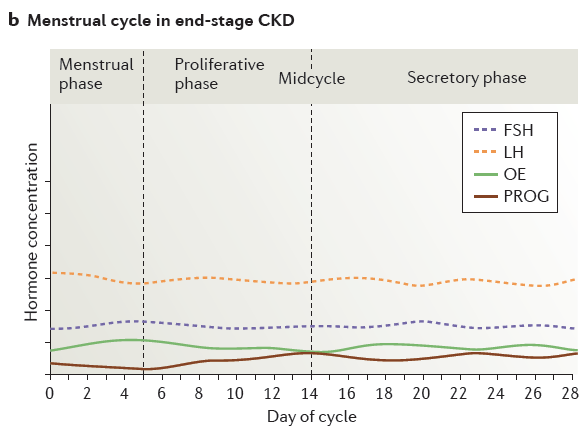 b Menstrual cycle in end-stage CKD
Menstrual
phase
Proliferative
phase
Midcycle
Secretory phase
FSH
LH
OE
PROG
Hormone concentration
0 2 4 6 8 10 12 14 16 18 20 22 24 26 28
Day of cycle